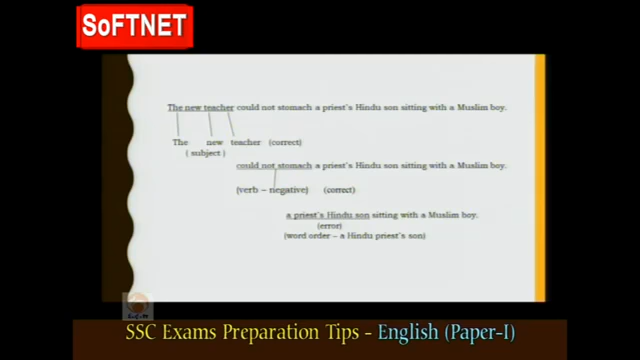 SoFTNET
The new teacher could not stomach a priest's Hindu son sitting with a Muslim boy.
The new teacher (correct)
( subject )
could not stomach a priest's Hindu son sitting with a Muslim boy.
(verb – negative) (correct)
a priest's Hindu son sitting with a Muslim boy.
(error)
(word order – a Hindu priest's son)
SSC Exams Preparation Tips - English (Paper-I)